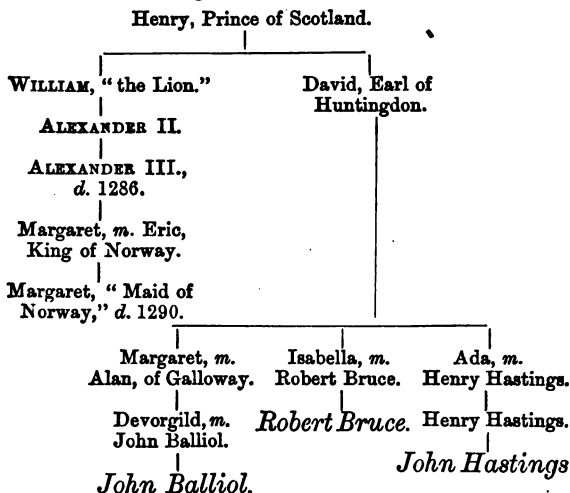 Henry, Prince of Scotland.
WILLIAM, “ the Lion.”
ALEXANDER II.
ALEXANDER III.,
d. 1286.
Margaret, m. Eric,
King of Norway.
Margaret, “ Maid of
Norway,” d. 1290.
David, Earl of
Huntingdon.
Margaret, m.
Alan, of Galloway.
Devorgild, m.
John Balliol.
John Balliol.
Isabella, m.
Robert Bruce.
Robert Bruce.
Ada, m.
Henry Hastings.
Henry Hastings.
John Hastings